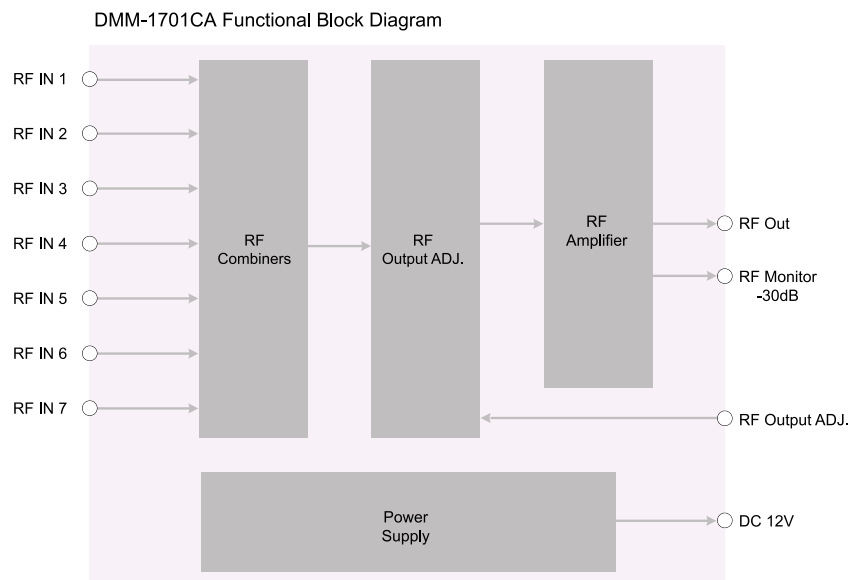 DMM-1701CA Functional Block Diagram
RF IN 1
RF IN 2
RF IN 3
RF IN 4
RF IN 5
RF IN 6
RF IN 7
RF
Combiners
RF
Output ADJ.
RF
Amplifier
RF Out
RF Monitor
-30dB
RF Output ADJ.
Power
Supply
DC 12V